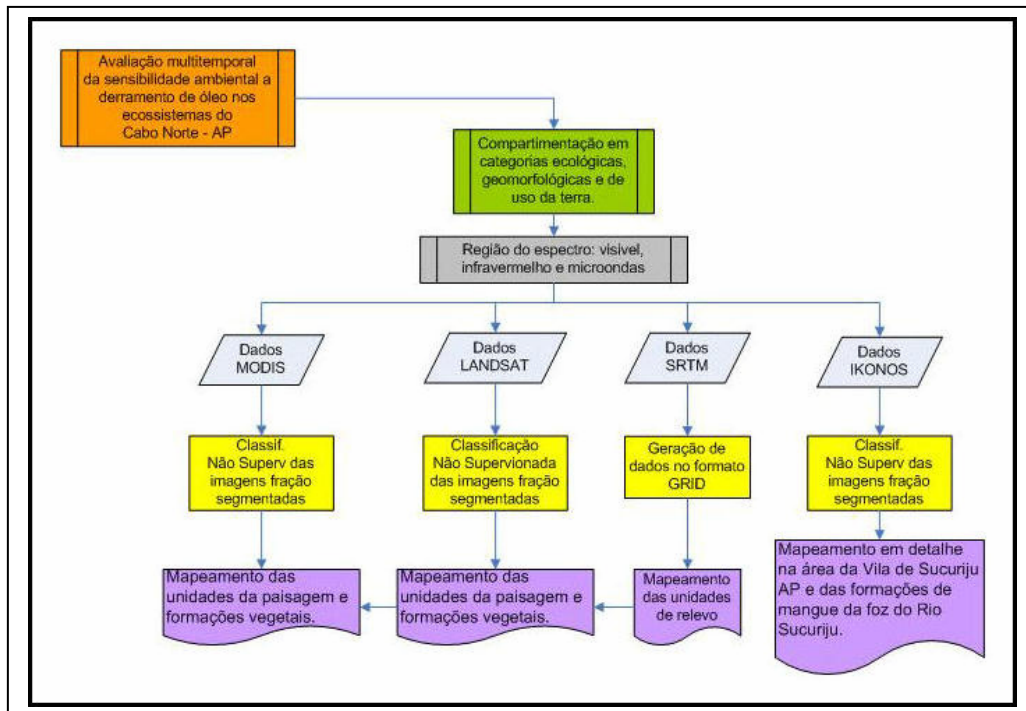 Avaliação multitemporal
da sensibilidade ambiental a
derramento de óleo nos
ecossistemas do
Cabo Norte - AP
Compartimentação em
categorias ecológicas,
geomorfológicas e de
uso da terra.
Região do espectro: visivel,
infravermelho e microondas
Dados
MODIS
Dados
LANDSAT
Dados
SRTM
Dados
IKONOS
Classif.
Não Superv das
imagens fração
segmentadas
Classificação
Não Supervionada
das imagens fração
segmentadas
Geração de
dados no formato
GRID
Classif.
Não Superv das
imagens fração
segmentadas
Mapeamento das
unidades da paisagem e
formações vegetais.
Mapeamento das
unidades da paisagem e
formações vegetais.
Mapeamento
das unidades
de relevo
Mapeamento em detalhe
na área da Vila de Sucuriju
AP e das formações de
mangue da foz do Rio
Sucuriju.